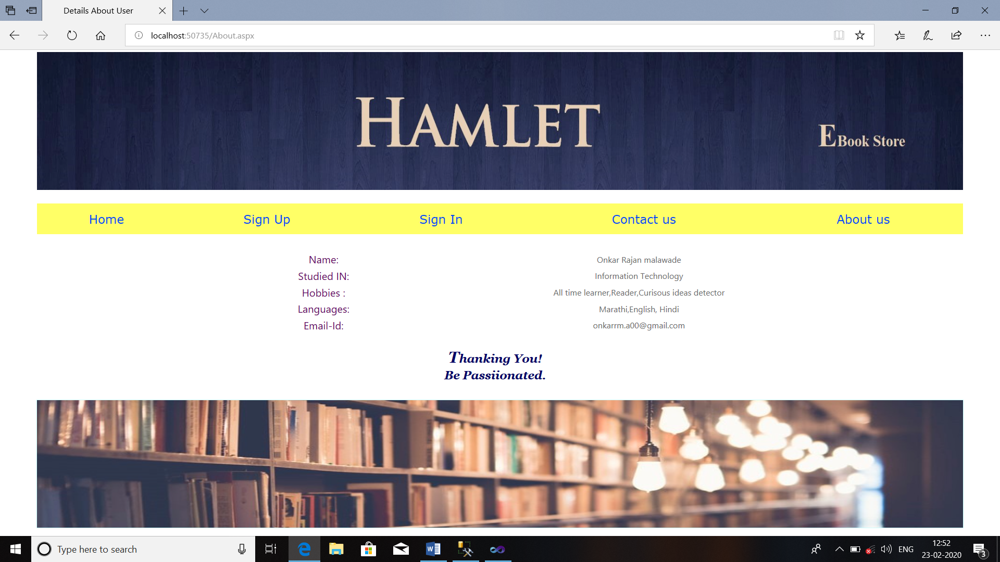 Details About User
localhost:50735/About.aspx
HAMLET
E Book Store
Home Sign Up Sign In Contact us About us
Name: Onkar Rajan malawade
Studied IN: Information Technology
Hobbies : All time learner,Reader,Curisous ideas detector
Languages: Marathi,English, Hindi
Email-Id: onkarrm.a00@gmail.com
Thanking You!
Be Passiionated.
Type here to search
ENG
12:52
23-02-2020
3